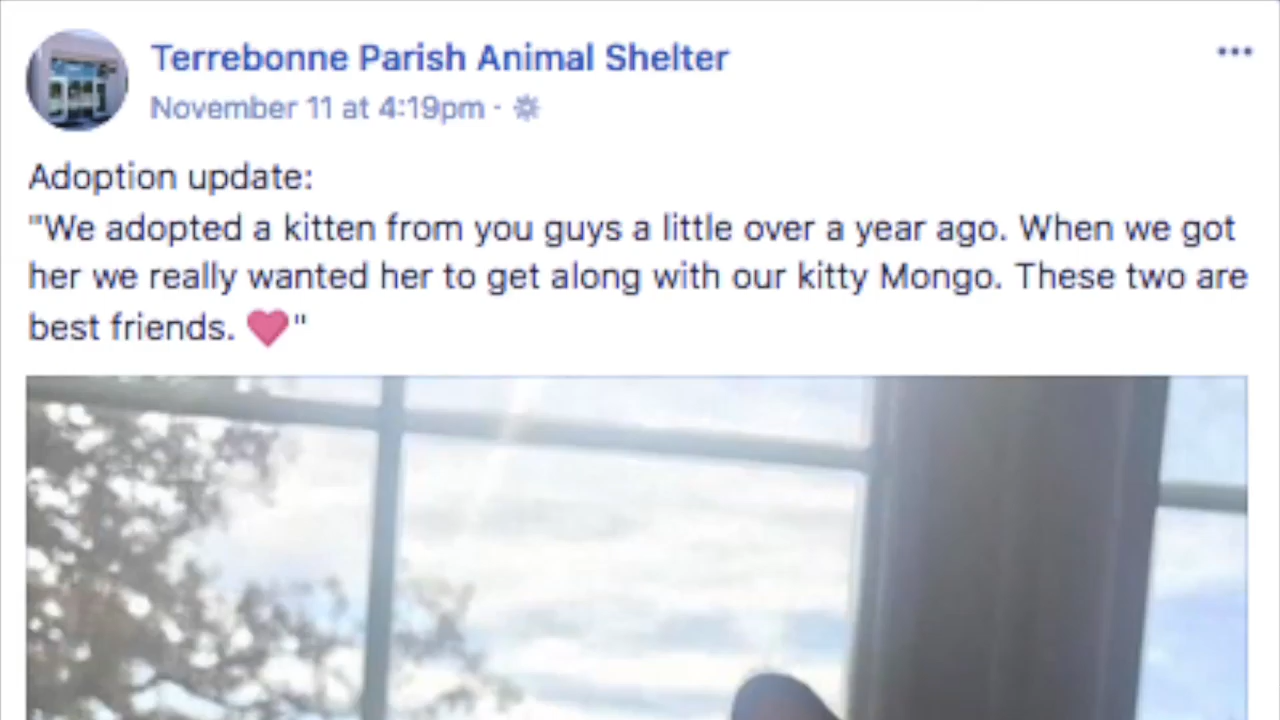 Terrebonne Parish Animal Shelter
November 11 at 4:19pm ·
Adoption update:
"We adopted a kitten from you guys a little over a year ago. When we got
her we really wanted her to get along with our kitty Mongo. These two are
best friends. ❤"